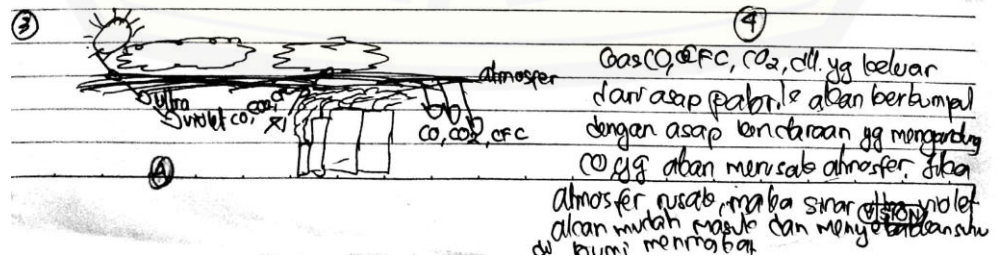 ③
atmosfer
Ultra
violet CO, CO2, CF
CO, CO2, CFC
A
④
Gas CO, CFC, CO2, dll. yg keluar
dari asap pabrik akan berkumpul
dengan asap kendaraan yg mengandung
CO yg akan merusak atmosfer. Jika
atmosfer rusak, maka sinar ultra violet
VISION
akan mudah masuk dan menyebabkan suhu
di bumi meningkat